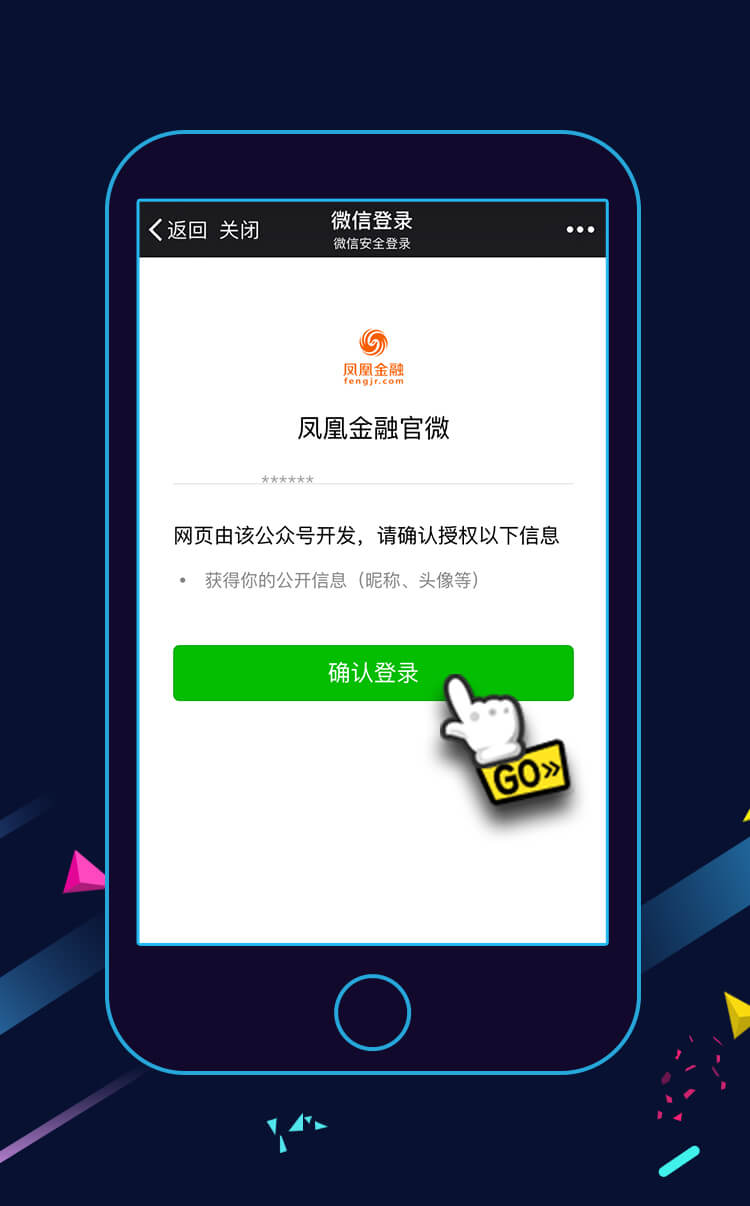 返回 关闭
微信登录
微信安全登录
凤凰金融
fengjr.com
凤凰金融官微
******
网页由该公众号开发，请确认授权以下信息
• 获得你的公开信息（昵称、头像等）
确认登录
GO»